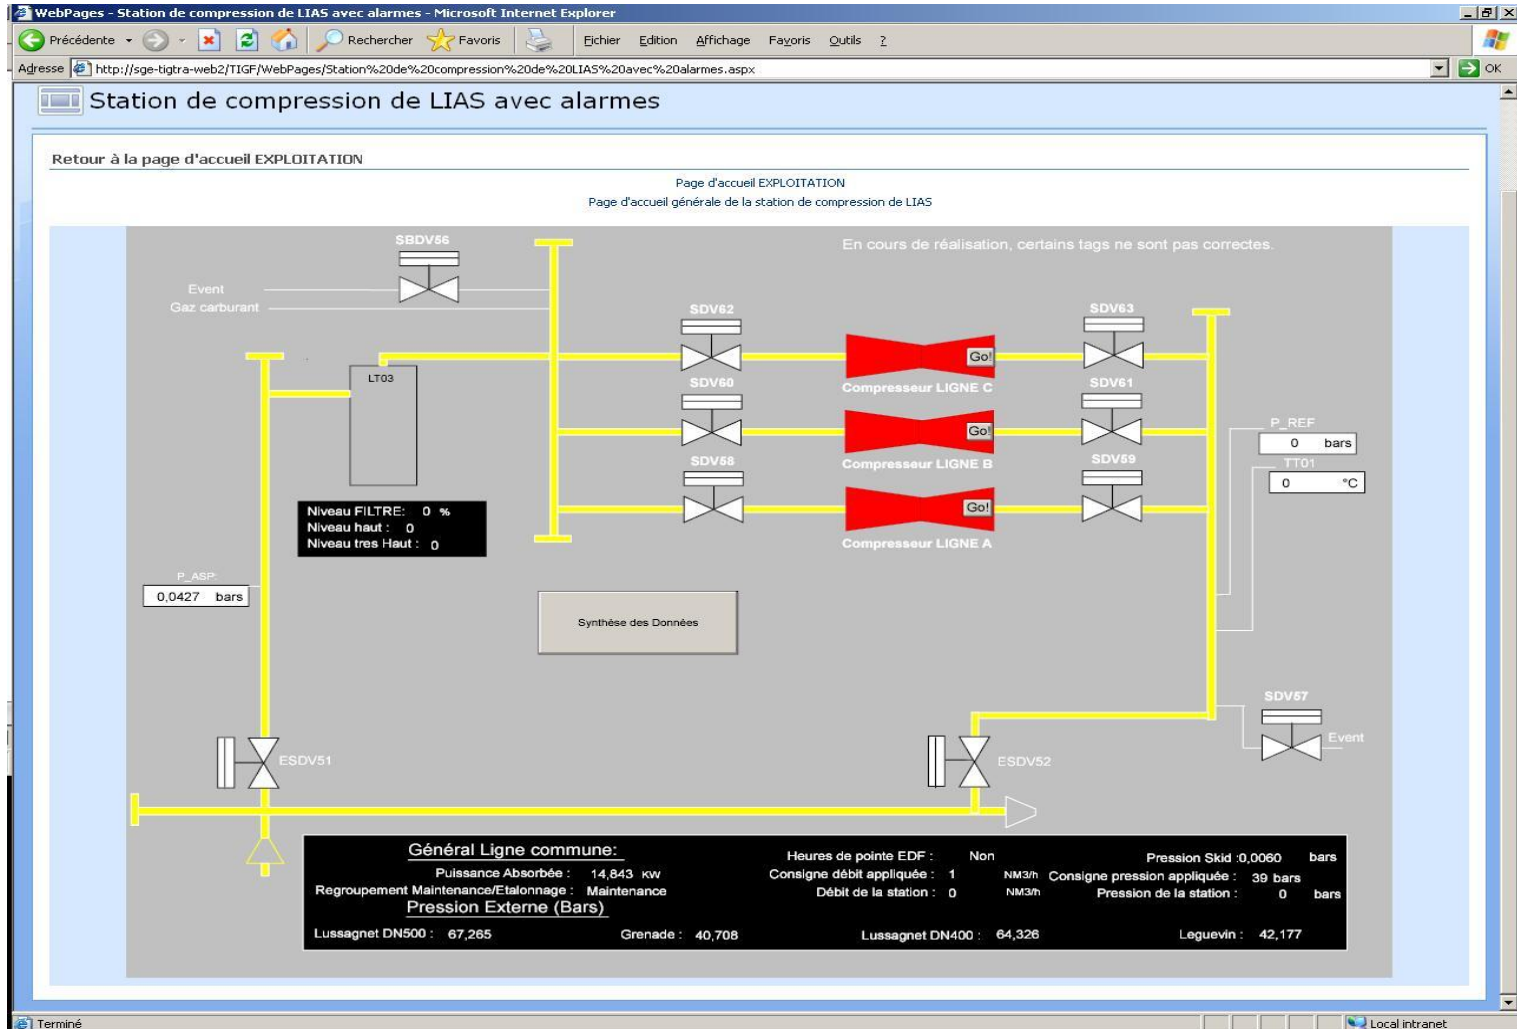 WebPages - Station de compression de LIAS avec alarmes - Microsoft Internet Explorer
Précédente Rechercher Favoris Eichier Edition Affichage Favoris Outils ?
Adresse http://sge-tigtra-web2/TIGF/WebPages/Station%20de%20compression%20de%20LIAS%20avec%20alarmes.aspx OK
Station de compression de LIAS avec alarmes
Retour à la page d'accueil EXPLOITATION
Page d'accueil EXPLOITATION
Page d'accueil générale de la station de compression de LIAS
SBDV56
En cours de réalisation, certains tags ne sont pas correctes.
Event
Gaz carburant
SDV62
SDV63
Go!
LT03
Compresseur LIGNE C
SDV60
SDV61
Go!
P_REF
0 bars
Compresseur LIGNE B
SDV58
SDV59
TT01
0 °C
Go!
Niveau FILTRE: 0 %
Niveau haut : 0
Niveau tres Haut : 0
Compresseur LIGNE A
P_ASP:
0,0427 bars
Synthèse des Données
SDV57
Event
ESDV51
ESDV52
Général Ligne commune:
Heures de pointe EDF : Non
Pression Skid :0,0060 bars
Puissance Absorbée : 14,843 KW
Consigne débit appliquée : 1 NM3/h
Consigne pression appliquée : 39 bars
Regroupement Maintenance/Etalonnage : Maintenance
Débit de la station : 0 NM3/h
Pression de la station : 0 bars
Pression Externe (Bars)
Lussagnet DN500 : 67,265
Grenade : 40,708
Lussagnet DN400 : 64,326
Leguevin : 42,177
Terminé
Local intranet